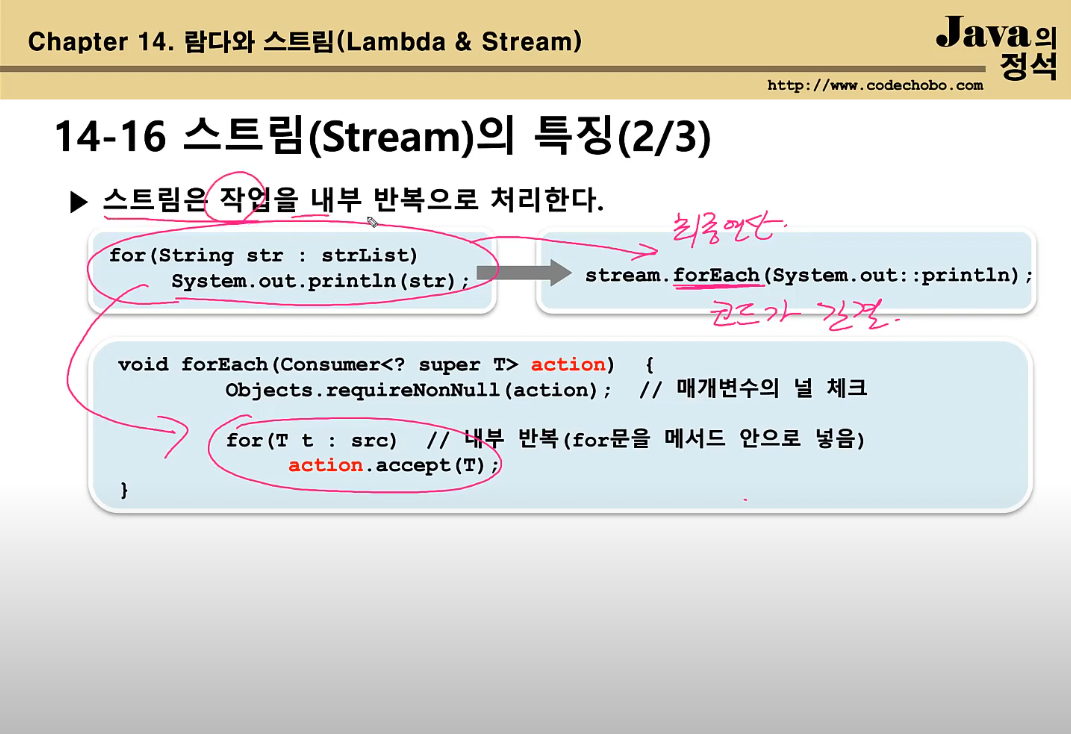 Chapter 14. 람다와 스트림(Lambda & Stream)
Java의
정석
http://www.codechobo.com
14-16 스트림(Stream)의 특징(2/3)
▶ 스트림은 작업을 내부 반복으로 처리한다.
for(String str : strList)
System.out.println(str);
최종연산.
stream.forEach(System.out::println);
코드가 간결.
void forEach(Consumer<? super T> action) {
Objects.requireNonNull(action); // 매개변수의 널 체크
for(T t : src) // 내부 반복(for문을 메서드 안으로 넣음)
action.accept(T);
}